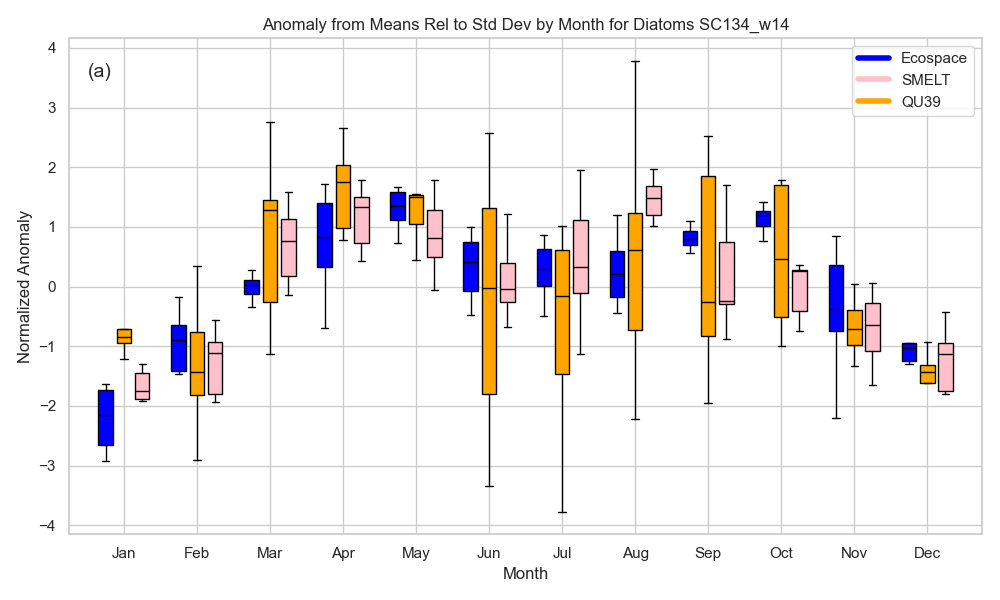 Anomaly from Means Rel to Std Dev by Month for Diatoms SC134_w14
(a)
Ecospace
SMELT
QU39
Normalized Anomaly
4
3
2
1
0
−1
−2
−3
−4
Jan Feb Mar Apr May Jun Jul Aug Sep Oct Nov Dec
Month